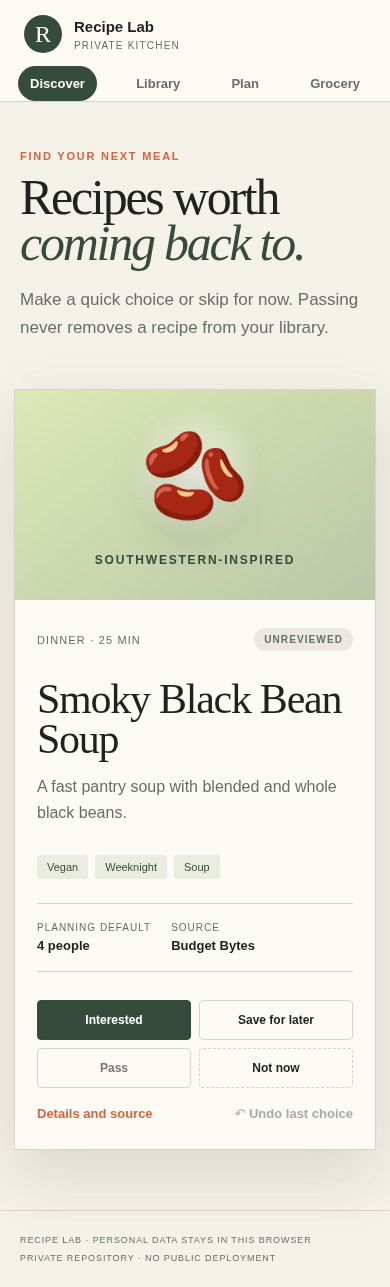 R
Recipe Lab
PRIVATE KITCHEN
Discover
Library
Plan
Grocery
FIND YOUR NEXT MEAL
Recipes worth
coming back to.
Make a quick choice or skip for now. Passing
never removes a recipe from your library.
SOUTHWESTERN-INSPIRED
DINNER · 25 MIN
UNREVIEWED
Smoky Black Bean
Soup
A fast pantry soup with blended and whole
black beans.
Vegan
Weeknight
Soup
PLANNING DEFAULT
4 people
SOURCE
Budget Bytes
Interested
Save for later
Pass
Not now
Details and source
↶ Undo last choice
RECIPE LAB · PERSONAL DATA STAYS IN THIS BROWSER
PRIVATE REPOSITORY · NO PUBLIC DEPLOYMENT